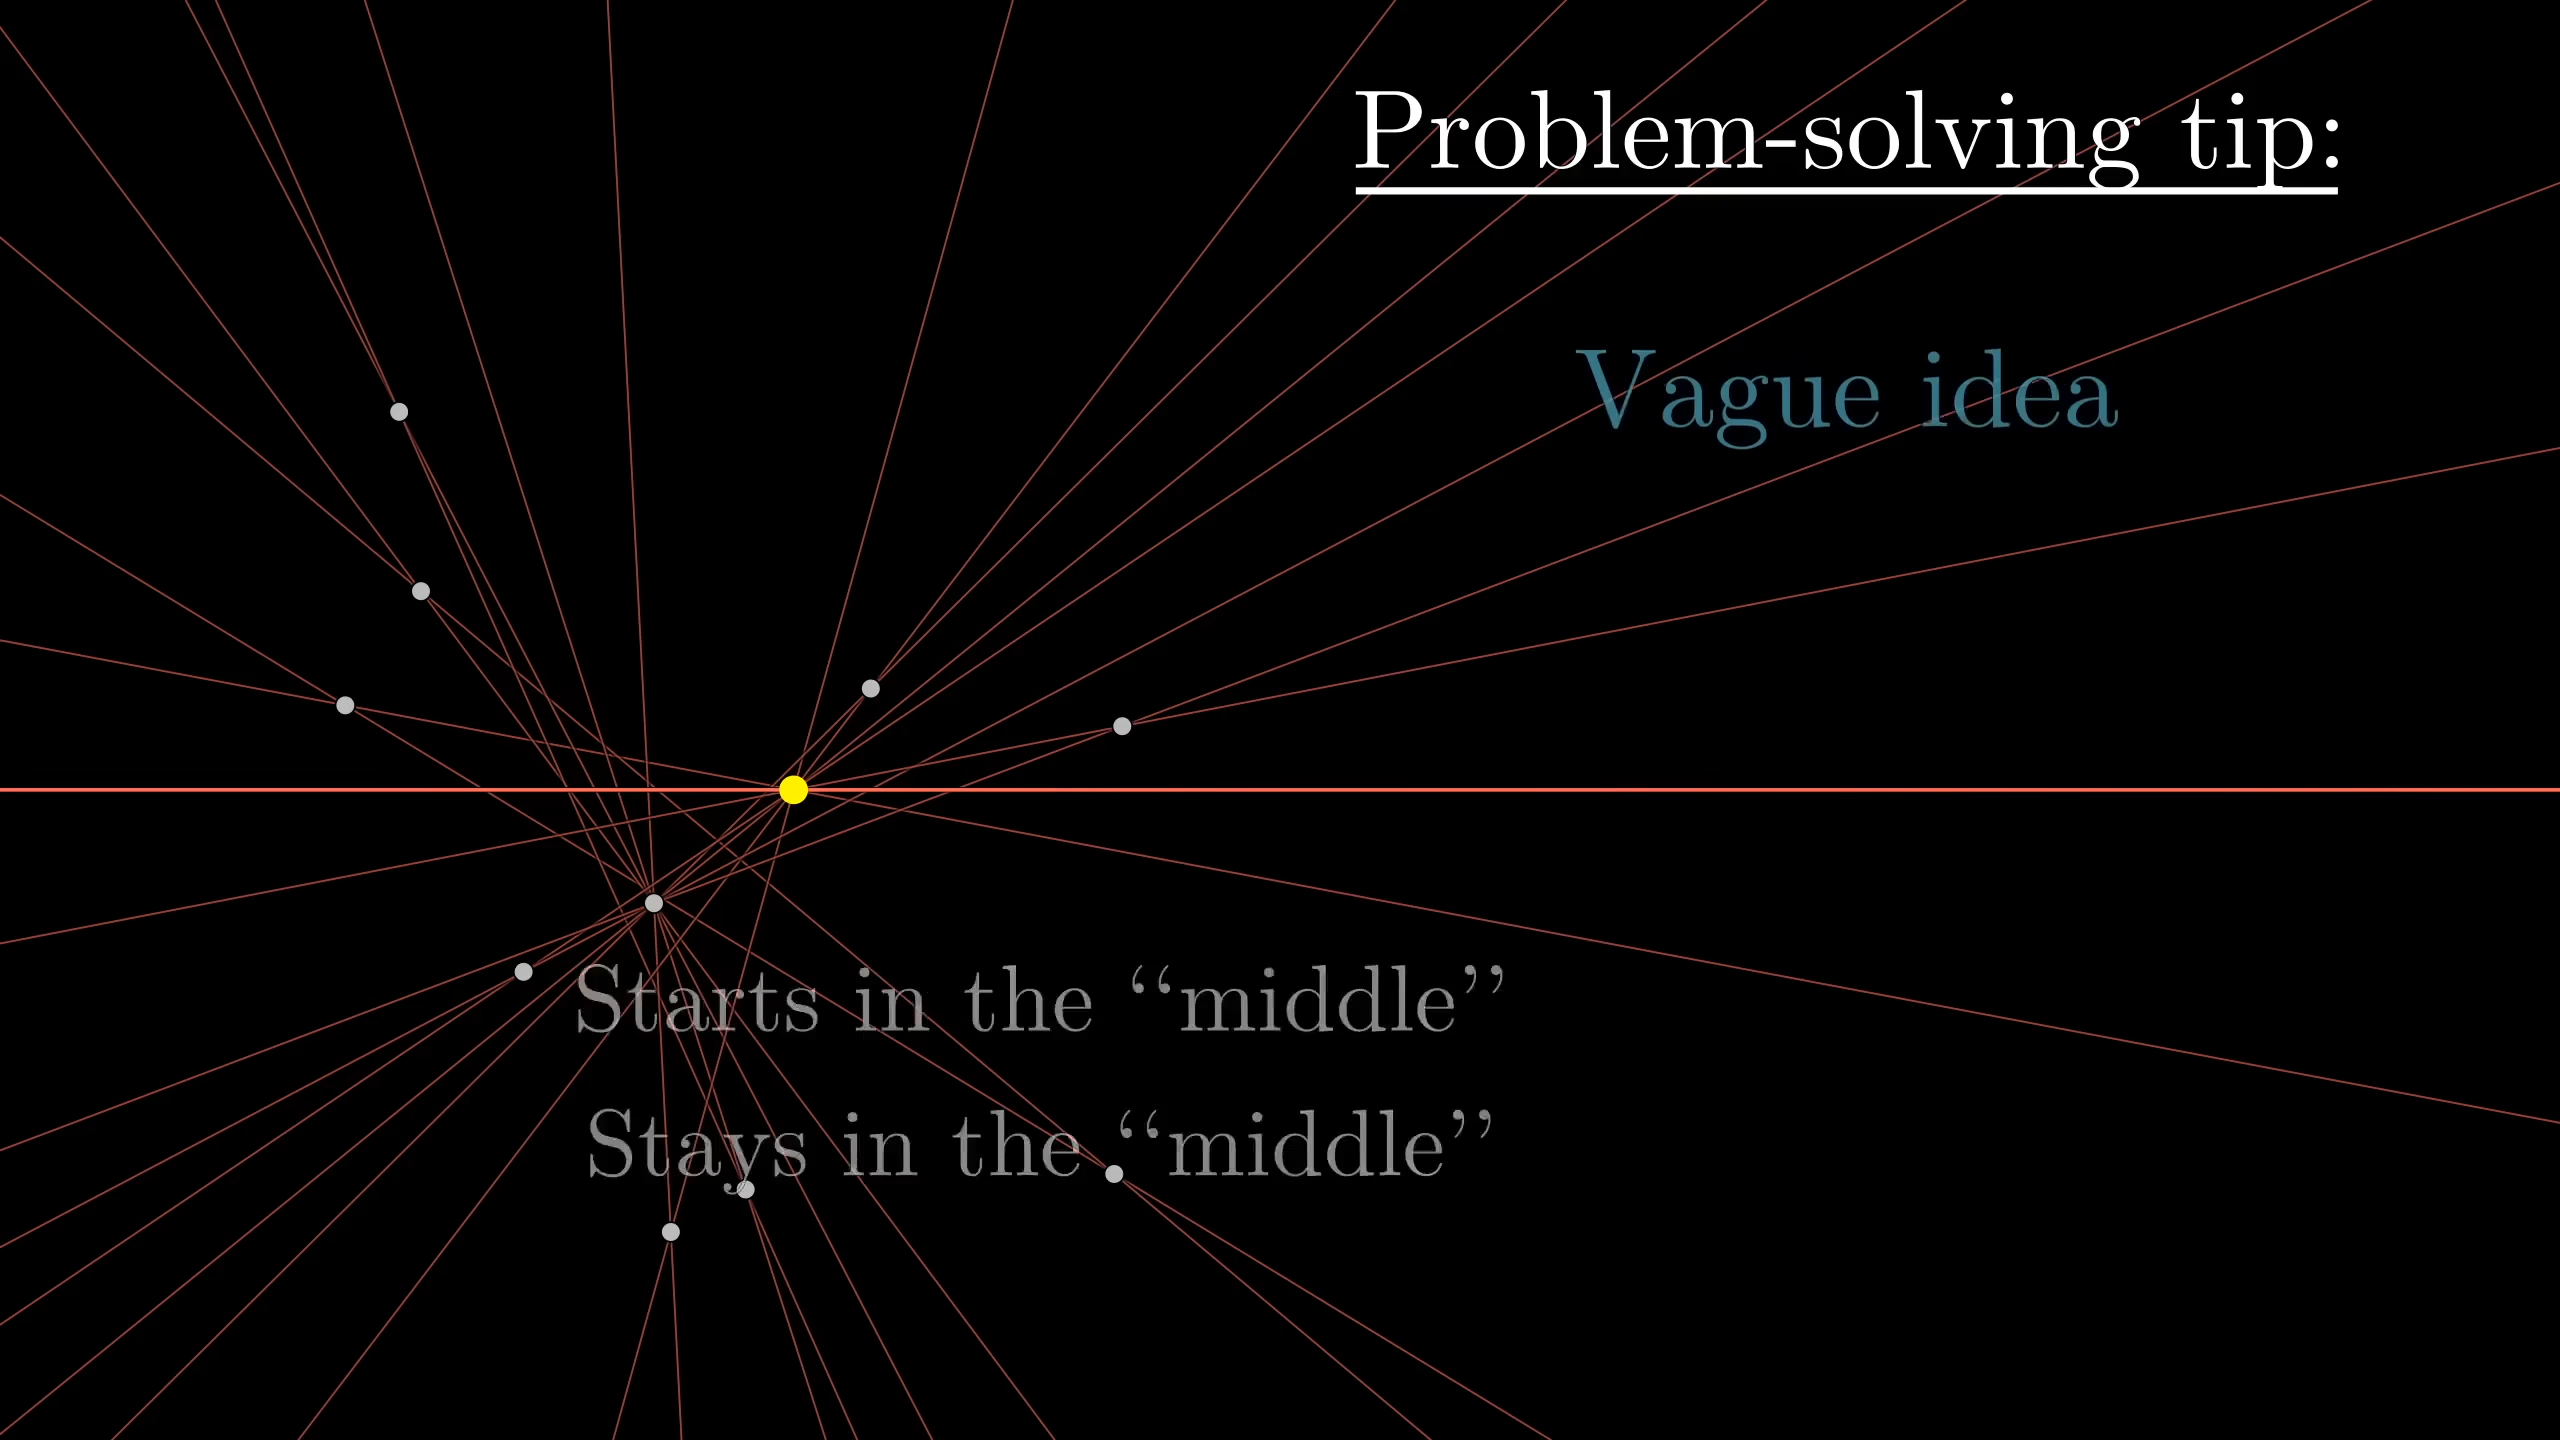 Problem-solving tip:
Vague idea
Starts in the “middle”
Stays in the “middle”